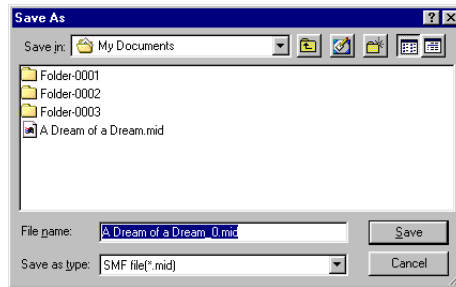 Save As
Save in: My Documents
Folder-0001
Folder-0002
Folder-0003
A Dream of a Dream.mid
File name: A Dream of a Dream_0.mid Save
Save as type: SMF file(*.mid) Cancel